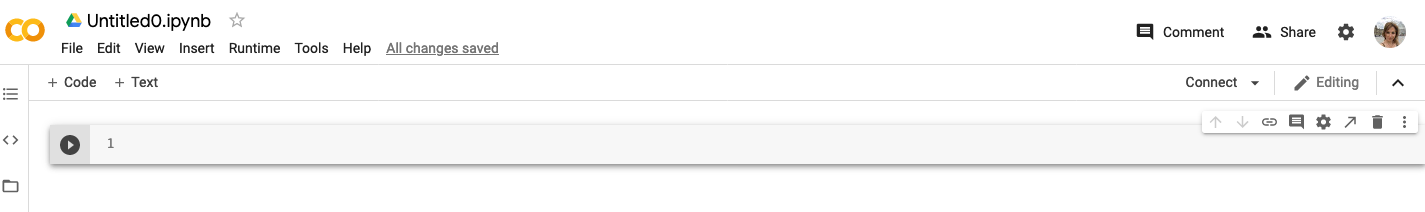 Untitled0.ipynb
File Edit View Insert Runtime Tools Help All changes saved
Comment Share
+ Code + Text
Connect Editing
1